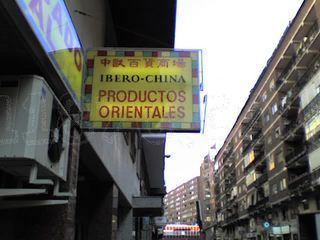 中歐百貨商場
IBERO-CHINA
PRODUCTOS
ORIENTALES